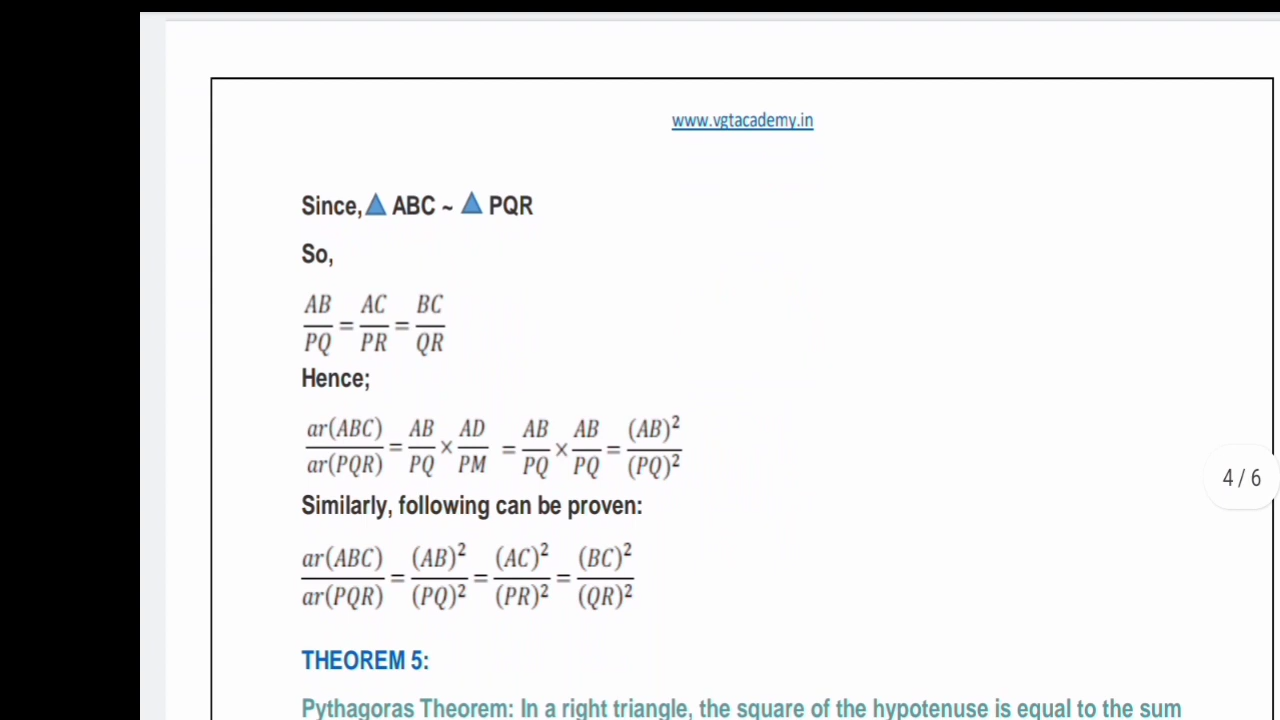 www.vgtacademy.in
Since, ABC ~ PQR
So,
AB/PQ = AC/PR = BC/QR
Hence;
ar(ABC)/ar(PQR) = AB/PQ × AD/PM = AB/PQ × AB/PQ = (AB)²/(PQ)²
Similarly, following can be proven:
ar(ABC)/ar(PQR) = (AB)²/(PQ)² = (AC)²/(PR)² = (BC)²/(QR)²
THEOREM 5:
Pythagoras Theorem: In a right triangle, the square of the hypotenuse is equal to the sum
4 / 6